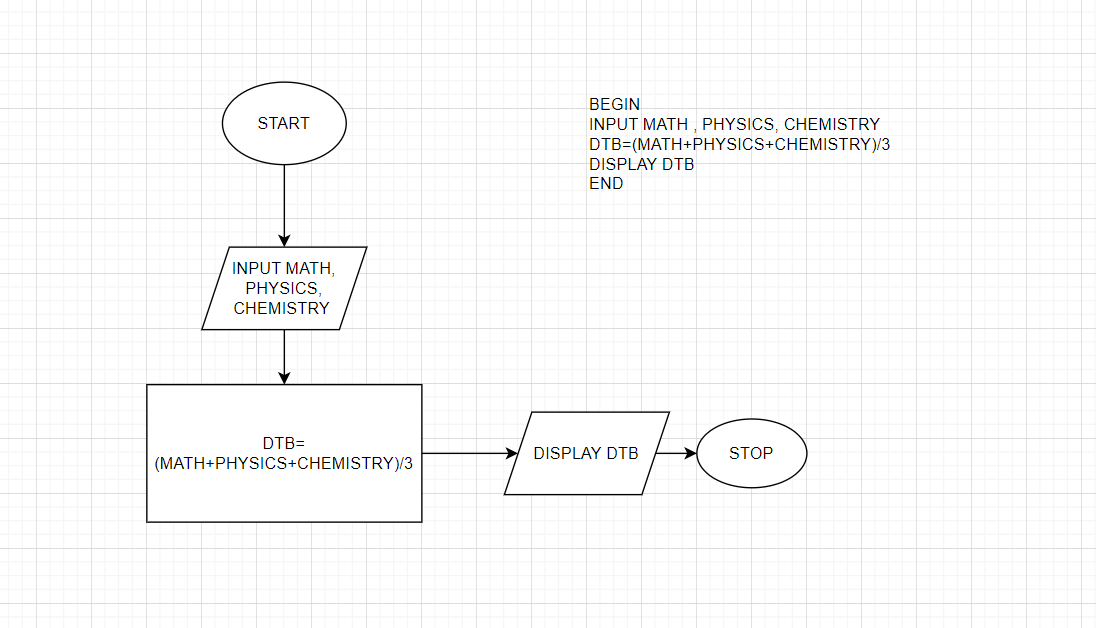 START
INPUT MATH,
PHYSICS,
CHEMISTRY
DTB=
(MATH+PHYSICS+CHEMISTRY)/3
DISPLAY DTB
STOP
BEGIN
INPUT MATH , PHYSICS, CHEMISTRY
DTB=(MATH+PHYSICS+CHEMISTRY)/3
DISPLAY DTB
END